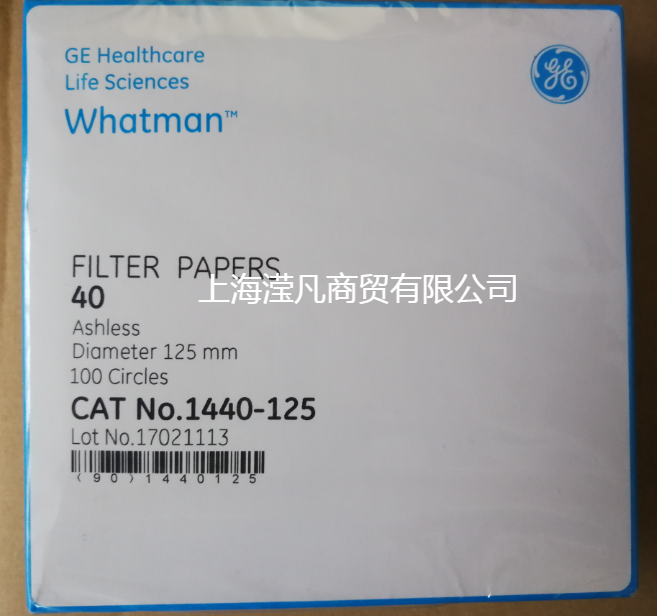 GE Healthcare
Life Sciences
Whatman™
GE
FILTER PAPERS
40
上海滢凡商贸有限公司
Ashless
Diameter 125 mm
100 Circles
CAT No.1440-125
Lot No.17021113
(90)1440125